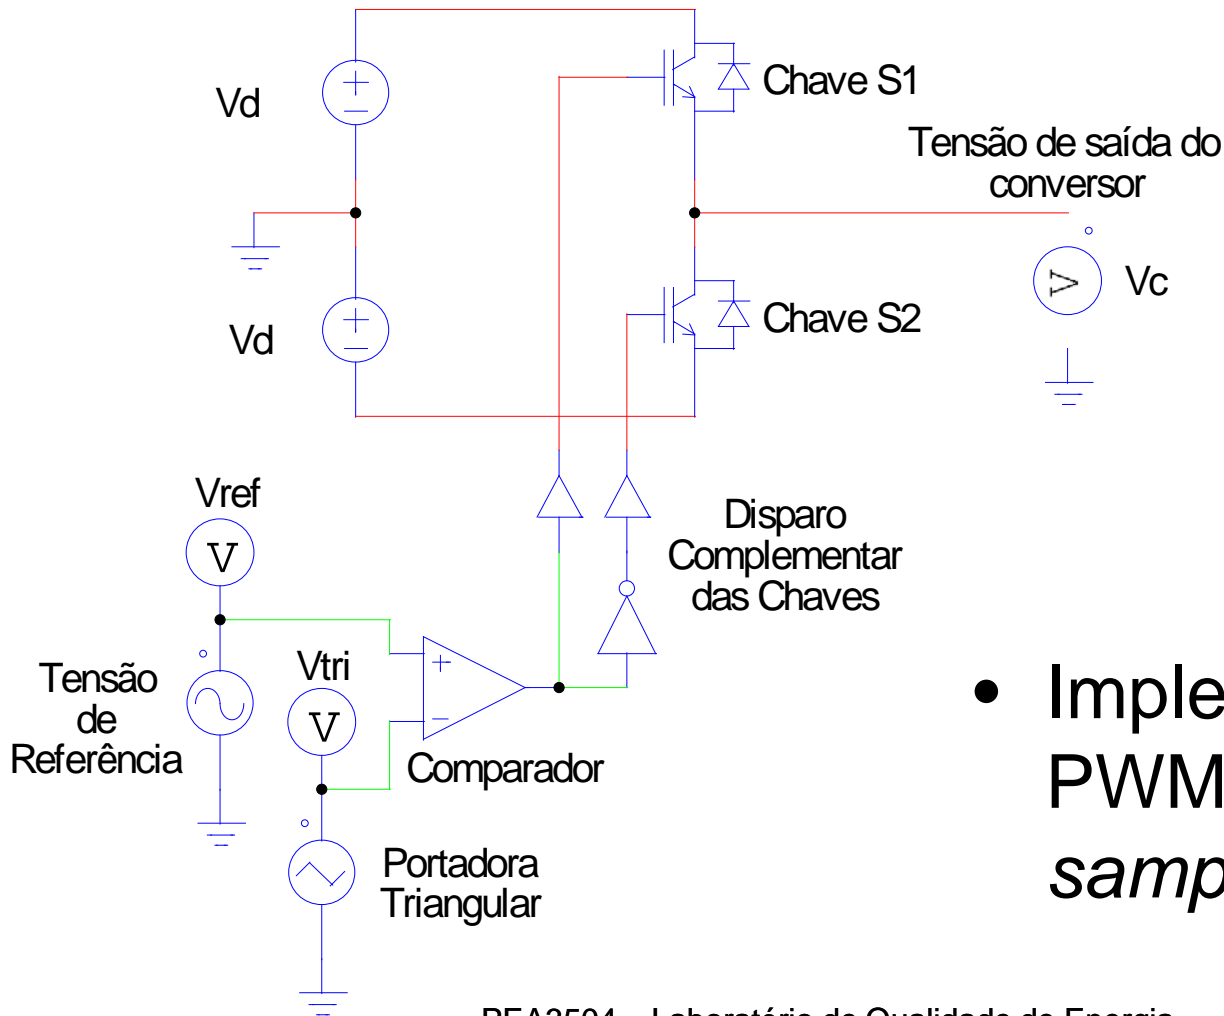 Vd
Chave S1
Tensão de saída do
conversor
Vc
Vd
Chave S2
Vref
V
Disparo
Complementar
das Chaves
Tensão
de
Referência
Vtri
V
Comparador
Portadora
Triangular
V
• Imple
PWM
samp